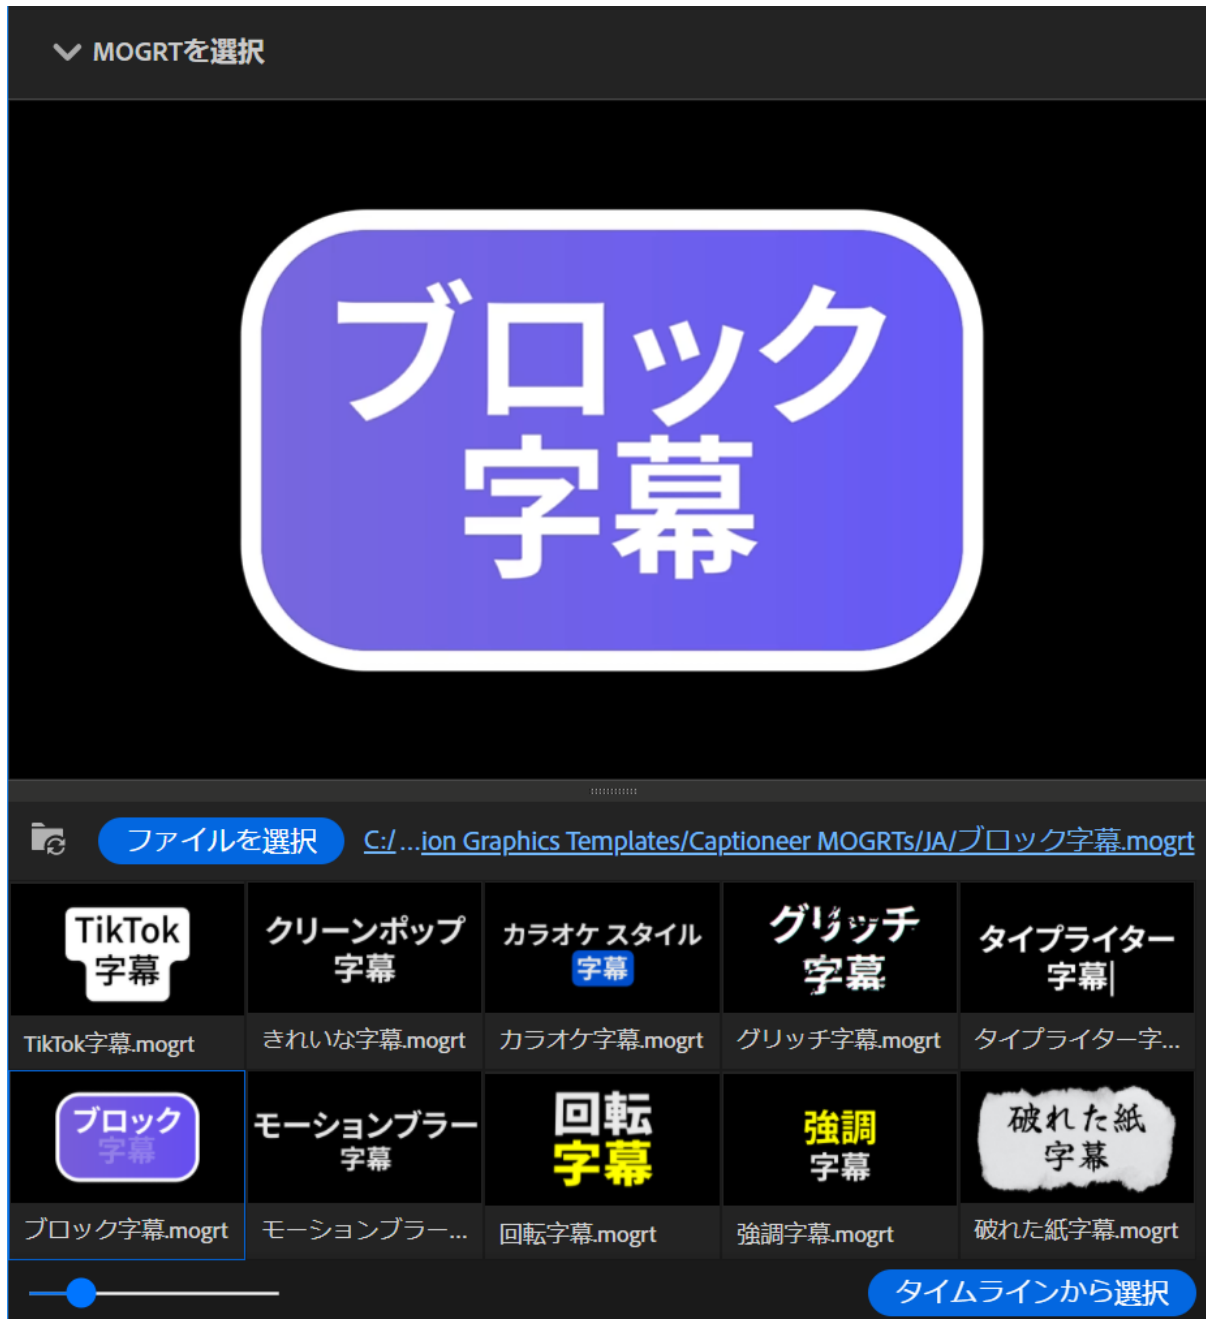 MOGRTを選択
ブロック
字幕
ファイルを選択
C:/...ion Graphics Templates/Captioneer MOGRTs/JA/ブロック字幕.mogrt
TikTok
字幕
クリーンポップ
字幕
カラオケ スタイル
字幕
グリッチ
字幕
タイプライター
字幕|
TikTok字幕.mogrt
きれいな字幕.mogrt
カラオケ字幕.mogrt
グリッチ字幕.mogrt
タイプライター字...
ブロック
字幕
モーションブラー
字幕
回転
字幕
強調
字幕
破れた紙
字幕
ブロック字幕.mogrt
モーションブラー...
回転字幕.mogrt
強調字幕.mogrt
破れた紙字幕.mogrt
タイムラインから選択